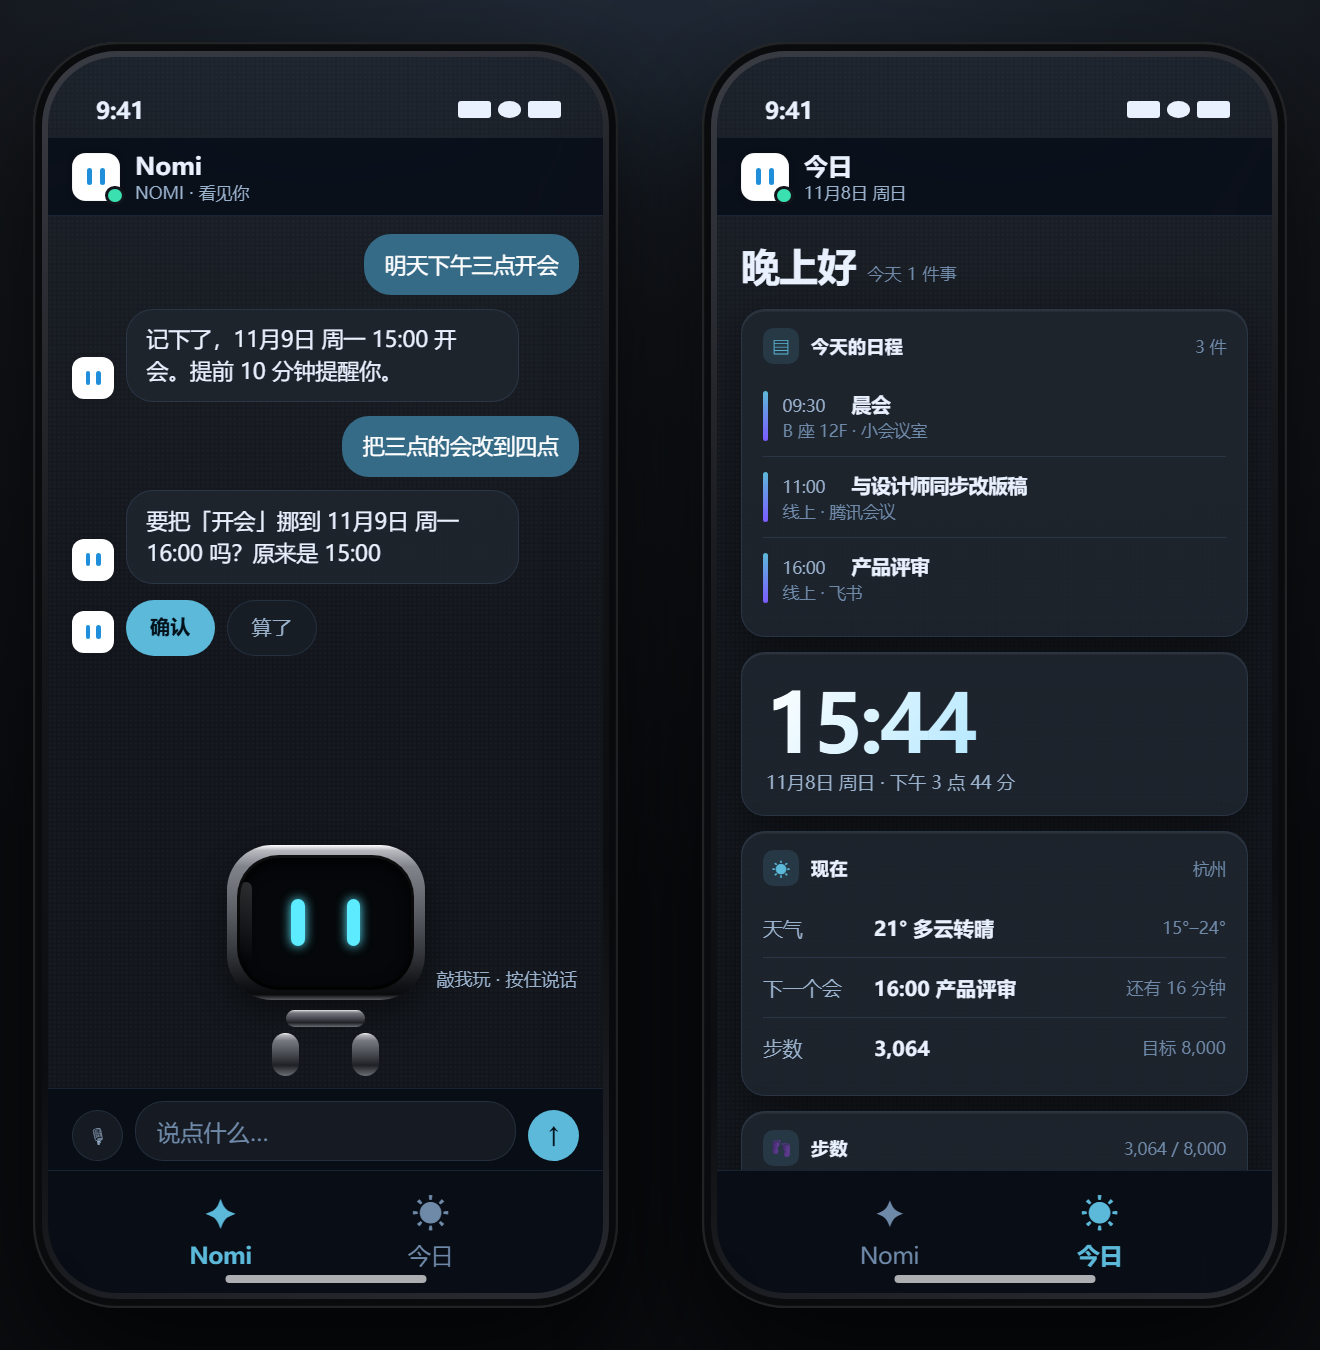 9:41
Nomi
NOMI · 看见你
明天下午三点开会
记下了，11月9日 周一 15:00 开
会。提前 10 分钟提醒你。
把三点的会改到四点
要把「开会」挪到 11月9日 周一
16:00 吗？原来是 15:00
确认
算了
敲我玩 · 按住说话
说点什么...
Nomi
今日
9:41
今日
11月8日 周日
晚上好 今天 1 件事
今天的日程 3 件
09:30 晨会
B 座 12F · 小会议室
11:00 与设计师同步改版稿
线上 · 腾讯会议
16:00 产品评审
线上 · 飞书
15:44
11月8日 周日 · 下午 3 点 44 分
现在 杭州
天气 21° 多云转晴 15°–24°
下一个会 16:00 产品评审 还有 16 分钟
步数 3,064 目标 8,000
步数 3,064 / 8,000
Nomi
今日